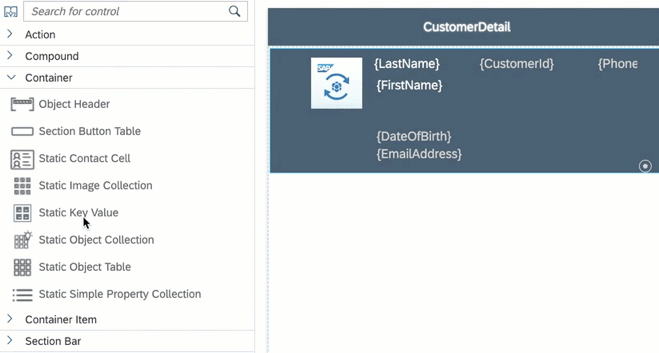 Search for control
Action
Compound
Container
Object Header
Section Button Table
Static Contact Cell
Static Image Collection
Static Key Value
Static Object Collection
Static Object Table
Static Simple Property Collection
Container Item
Section Bar
CustomerDetail
SAP
{LastName} {CustomerId} {Phone
{FirstName}
{DateOfBirth}
{EmailAddress}